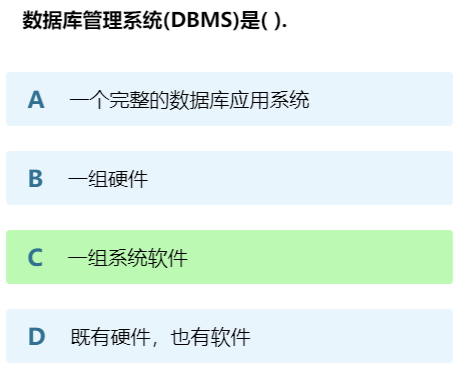 数据库管理系统(DBMS)是( ).
A 一个完整的数据库应用系统
B 一组硬件
C 一组系统软件
D 既有硬件，也有软件